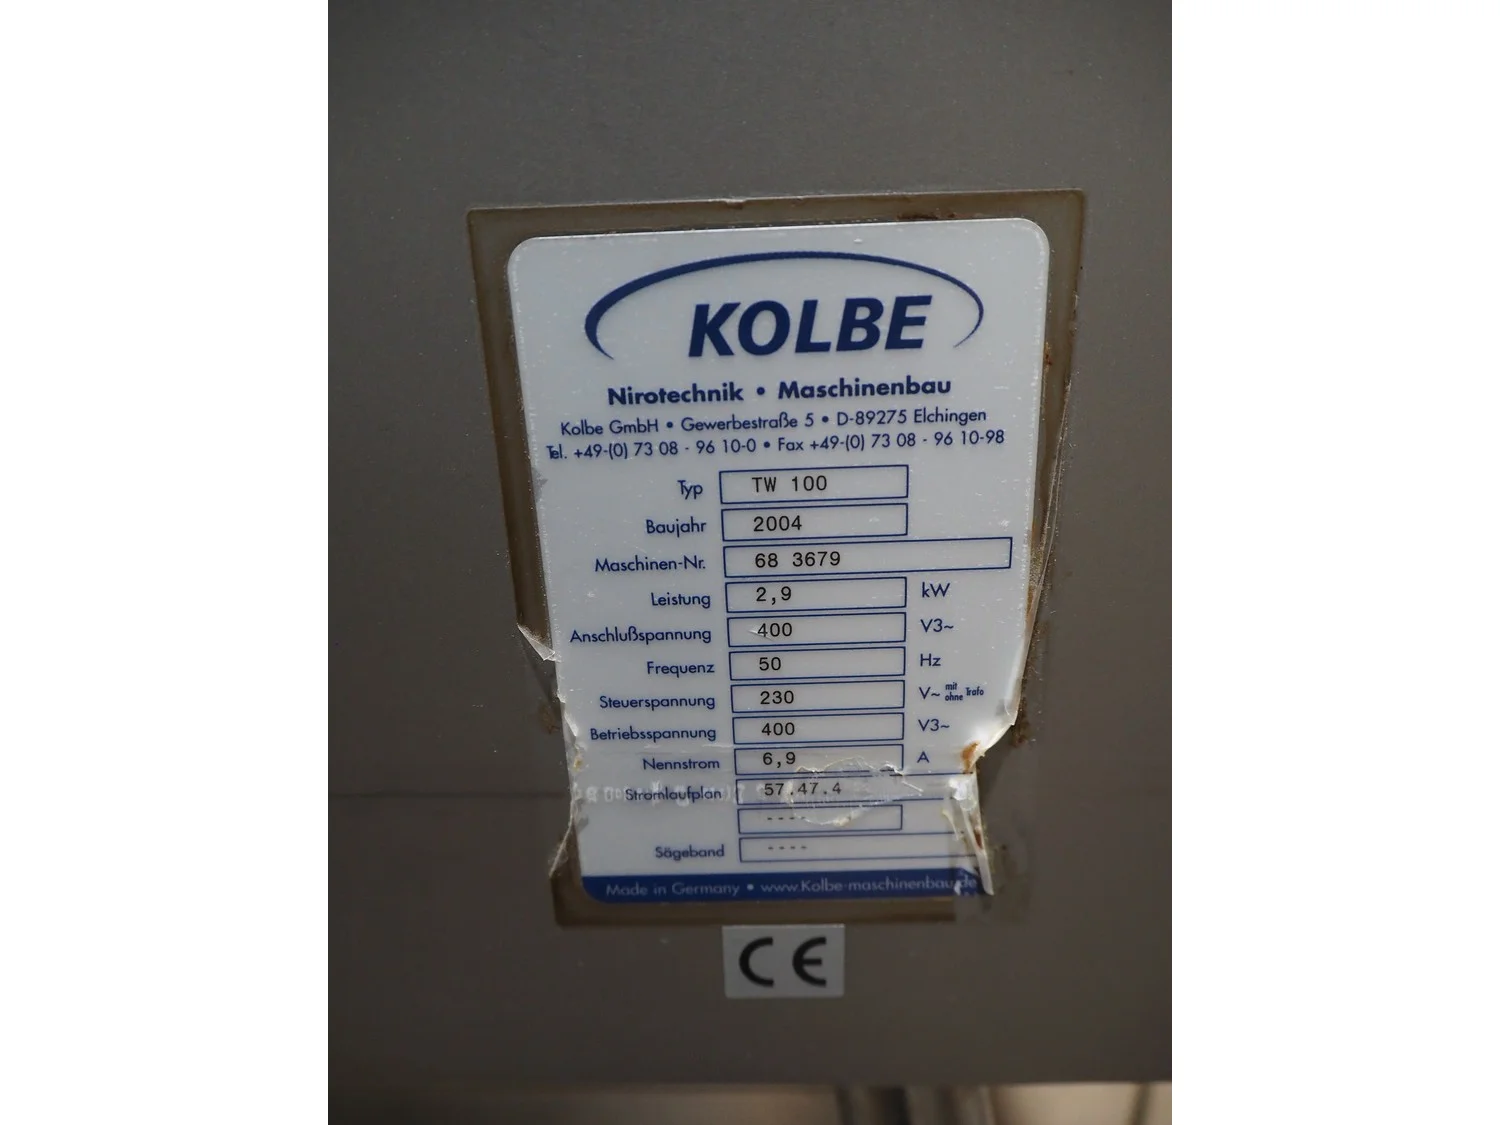 KOLBE
Nirotechnik • Maschinenbau
Kolbe GmbH • Gewerbestraße 5 • D-89275 Elchingen
Tel. +49-(0) 73 08 - 96 10-0 • Fax +49-(0) 73 08 - 96 10-98
Typ TW 100
Baujahr 2004
Maschinen-Nr. 68 3679
Leistung 2,9 kW
Anschlußspannung 400 V3~
Frequenz 50 Hz
Steuerspannung 230 V~ mit ohne Trafo
Betriebsspannung 400 V3~
Nennstrom 6,9 A
Stromlaufplan 57.47.4
----
Sägeband ----
Made in Germany • www.Kolbe-maschinenbau.de
CE